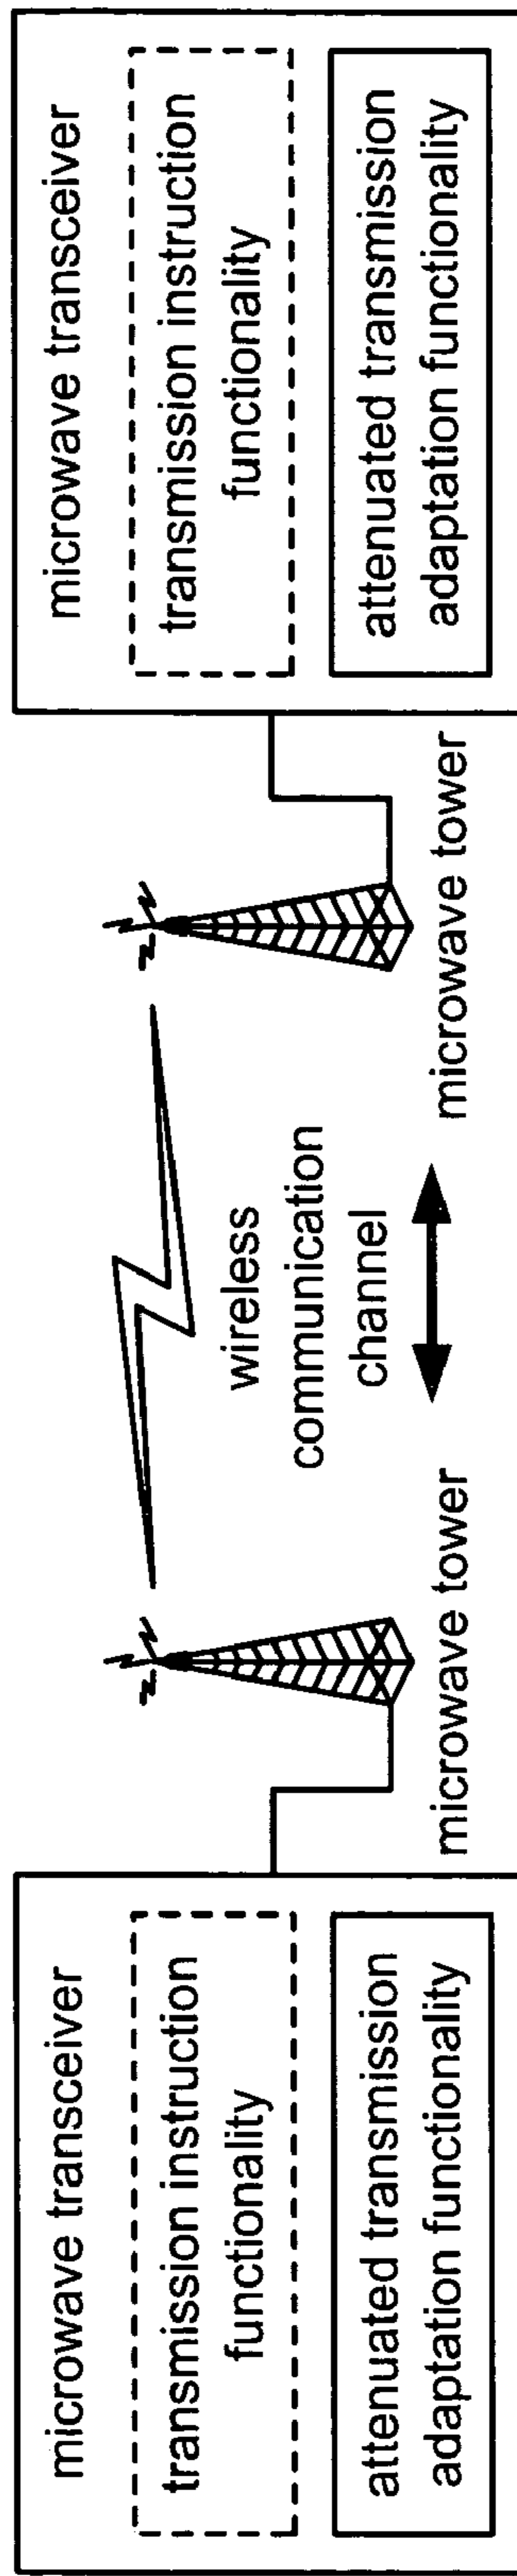 microwave transceiver
transmission instruction
functionality
attenuated transmission
adaptation functionality
microwave tower
wireless
communication
channel
microwave tower
microwave transceiver
transmission instruction
functionality
attenuated transmission
adaptation functionality